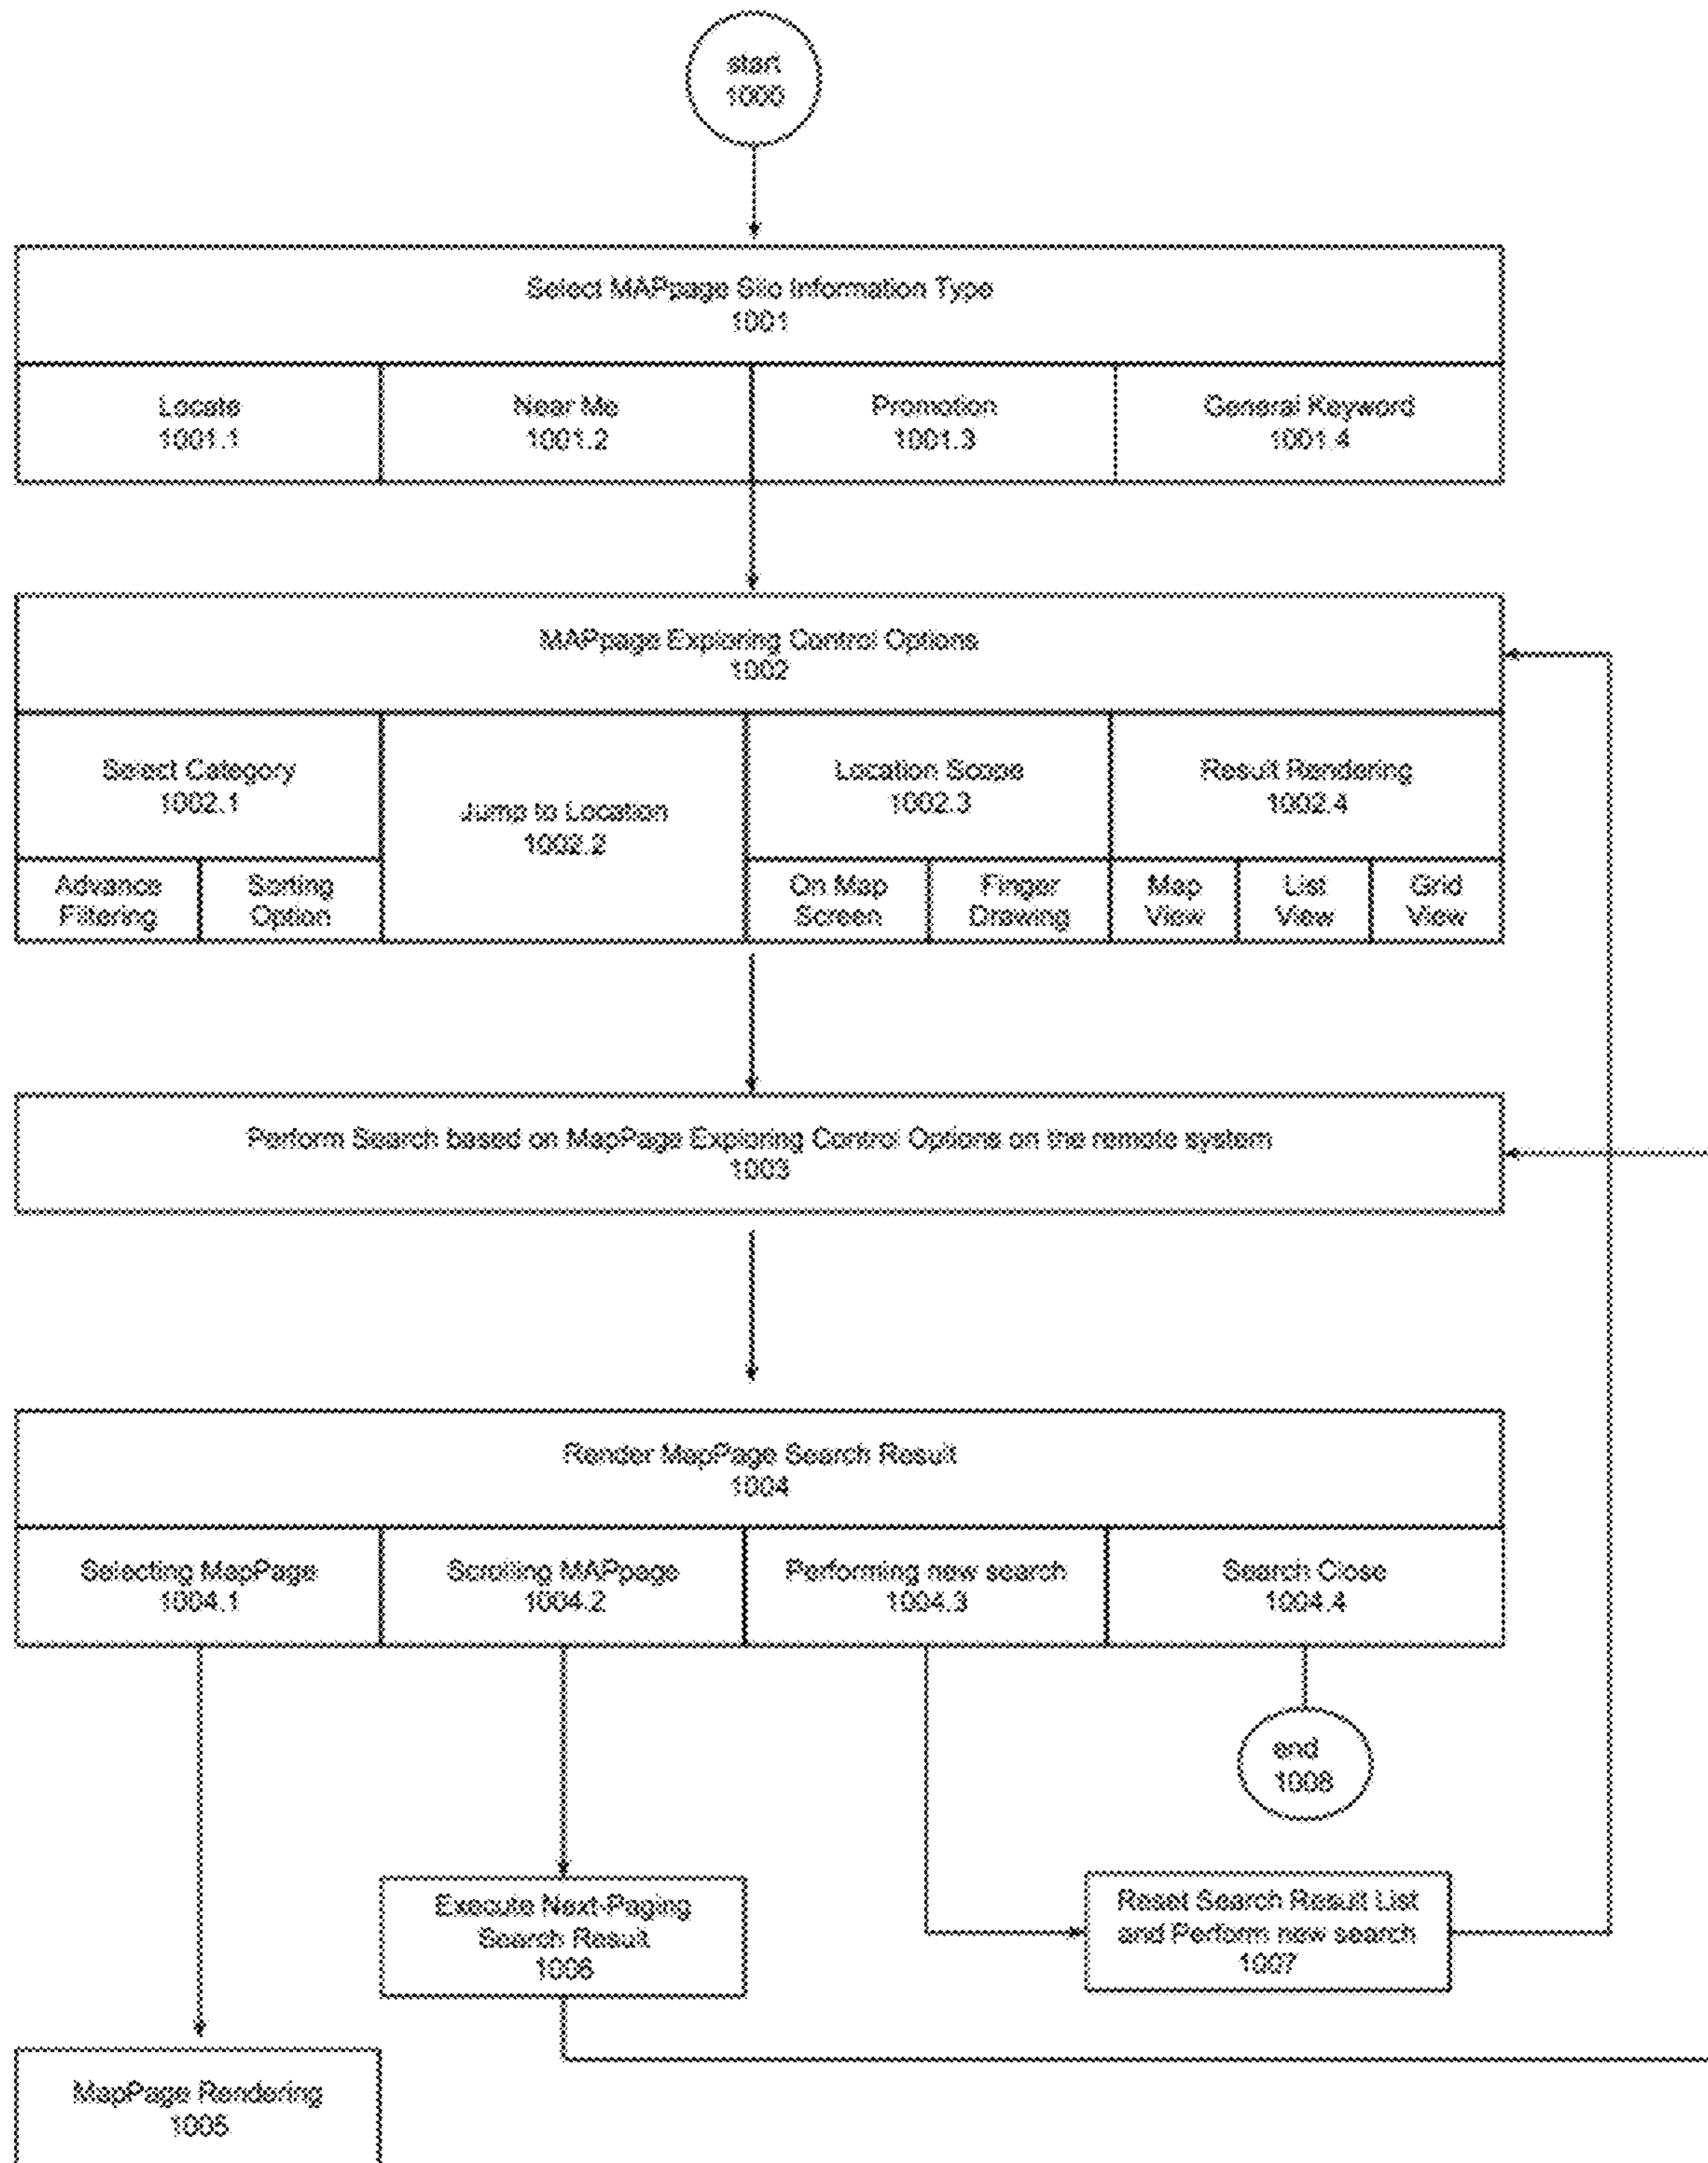 start
1000
Select MAPpage Silo Information Type
1001
Locate
1001.1
Near Me
1001.2
Promotion
1001.3
General Keyword
1001.4
MAPpage Exploring Control Options
1002
Select Category
1002.1
Jump to Location
1002.2
Location Scope
1002.3
Result Rendering
1002.4
Advance
Filtering
Sorting
Option
On Map
Screen
Finger
Drawing
Map
View
List
View
Grid
View
Perform Search based on MapPage Exploring Control Options on the remote system
1003
Render MapPage Search Result
1004
Selecting MapPage
1004.1
Scrolling MAPpage
1004.2
Performing new search
1004.3
Search Close
1004.4
end
1008
Execute Next-Paging
Search Result
1006
Reset Search Result List
and Perform new search
1007
MapPage Rendering
1005